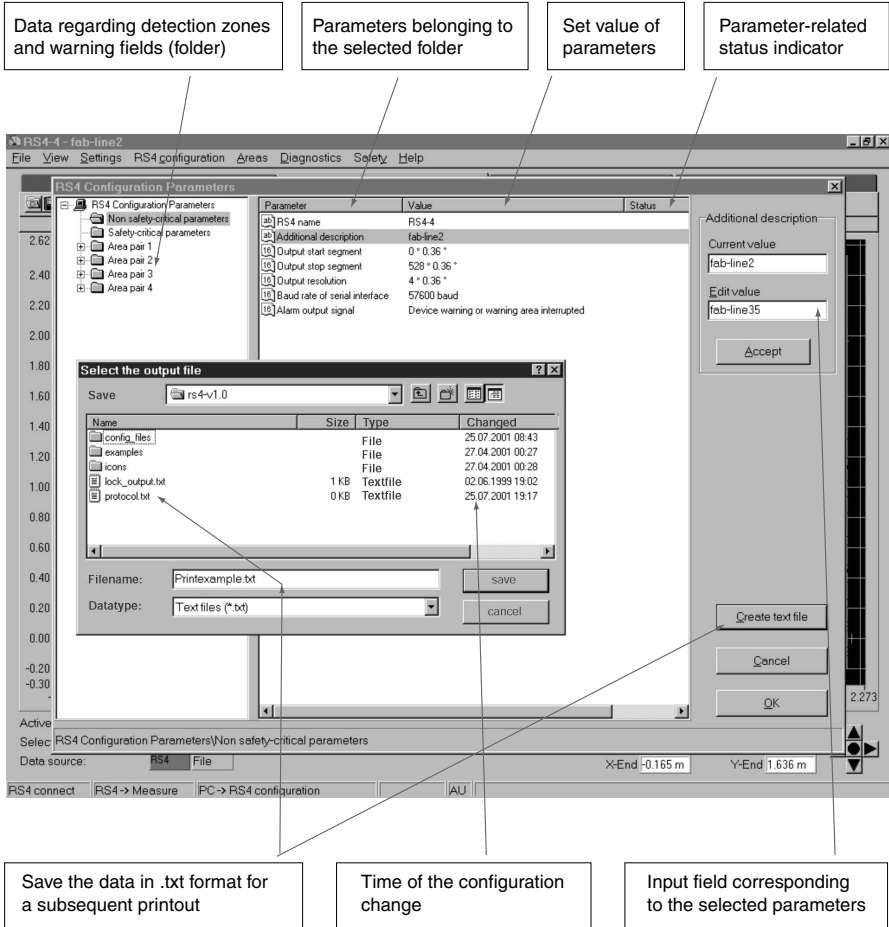 Data regarding detection zones
and warning fields (folder)
Parameters belonging to
the selected folder
Set value of
parameters
Parameter-related
status indicator
RS4-4 - fab-line2
File View Settings RS4 configuration Areas Diagnostics Safety Help
RS4 Configuration Parameters
RS4 Configuration Parameters
Non safety-critical parameters
Safety-critical parameters
Area pair 1
Area pair 2
Area pair 3
Area pair 4
Parameter Value Status
RS4 name RS4-4
Additional description fab-line2
Output start segment 0 * 0.36 °
Output stop segment 528 * 0.36 °
Output resolution 4 * 0.36 °
Baud rate of serial interface 57600 baud
Alarm output signal Device warning or warning area interrupted
Additional description
Current value
fab-line2
Edit value
fab-line35
Accept
2.62
2.40
2.20
2.00
1.80
1.60
1.40
1.20
1.00
0.80
0.60
0.40
0.20
0.00
-0.20
-0.30
Select the output file
Save rs4-v1.0
Name Size Type Changed
config_files File 25.07.2001 08:43
examples File 27.04.2001 00:27
icons File 27.04.2001 00:28
lock_output.txt 1 KB Textfile 02.06.1999 19:02
protocol.txt 0 KB Textfile 25.07.2001 19:17
Filename: Printexample.txt save
Datatype: Text files (*.txt) cancel
Create text file
Cancel
OK
2.273
Active
Selec
RS4 Configuration Parameters\Non safety-critical parameters
Data source: RS4 File X-End -0.165 m Y-End 1.636 m
RS4 connect RS4 -> Measure PC -> RS4 configuration AU
Save the data in .txt format for
a subsequent printout
Time of the configuration
change
Input field corresponding
to the selected parameters